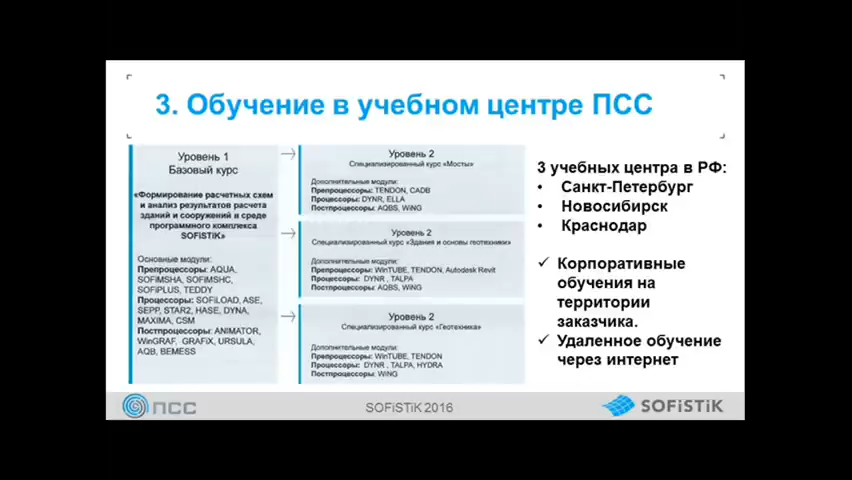 3. Обучение в учебном центре ПСС
Уровень 1
Базовый курс
«Формирование расчетных схем
и анализ результатов расчета
зданий и сооружений в среде
программного комплекса
SOFiSTiK»
Основные модули:
Препроцессоры: AQUA,
SOFiMSHA, SOFiMSHC,
SOFiPLUS, TEDDY
Процессоры: SOFiLOAD, ASE,
SEPP, STAR2, HASE, DYNA,
MAXIMA, CSM
Постпроцессоры: ANIMATOR,
WinGRAF, GRAFiX, URSULA,
AQB, BEMESS
Уровень 2
Специализированный курс «Мосты»
Дополнительные модули:
Препроцессоры: TENDON, CADB
Процессоры: DYNR, ELLA
Постпроцессоры: AQBS, WiNG
Уровень 2
Специализированный курс «Здания и основы геотехники»
Дополнительные модули:
Препроцессоры: WinTUBE, TENDON, Autodesk Revit
Процессоры: DYNR , TALPA
Постпроцессоры: AQBS, WiNG
Уровень 2
Специализированный курс «Геотехника»
Дополнительные модули:
Препроцессоры: WinTUBE, TENDON
Процессоры: DYNR , TALPA, HYDRA
Постпроцессоры: WiNG
3 учебных центра в РФ:
• Санкт-Петербург
• Новосибирск
• Краснодар
✓ Корпоративные
обучения на
территории
заказчика.
✓ Удаленное обучение
через интернет
ПСС
SOFiSTiK 2016
SOFiSTiK